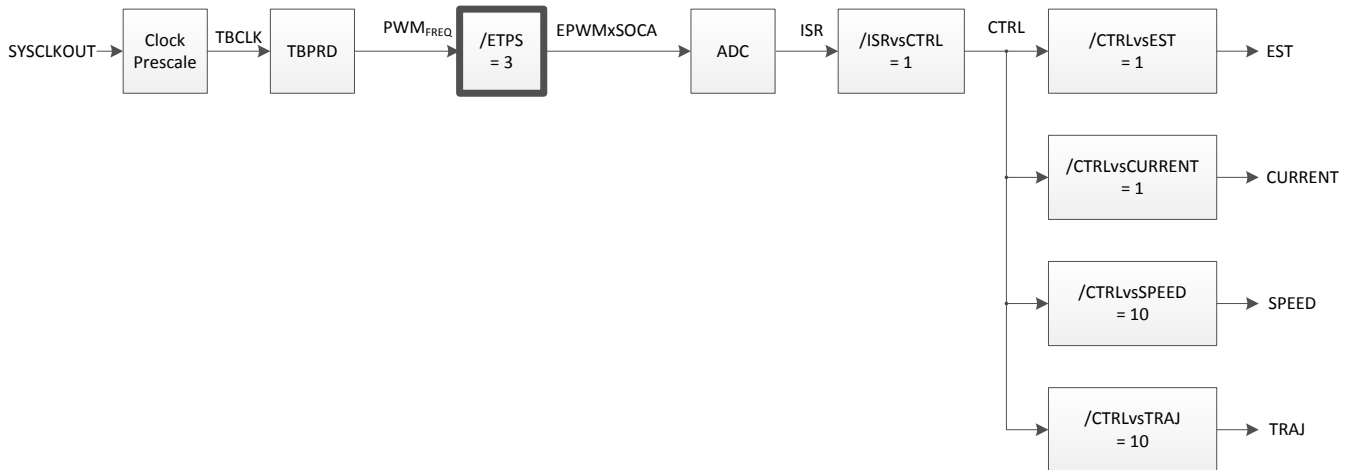 SYSCLKOUT
Clock
Prescale
TBCLK
TBPRD
PWM_FREQ
/ETPS
= 3
EPWMxSOCA
ADC
ISR
/ISRvsCTRL
= 1
CTRL
/CTRLvsEST
= 1
EST
/CTRLvsCURRENT
= 1
CURRENT
/CTRLvsSPEED
= 10
SPEED
/CTRLvsTRAJ
= 10
TRAJ